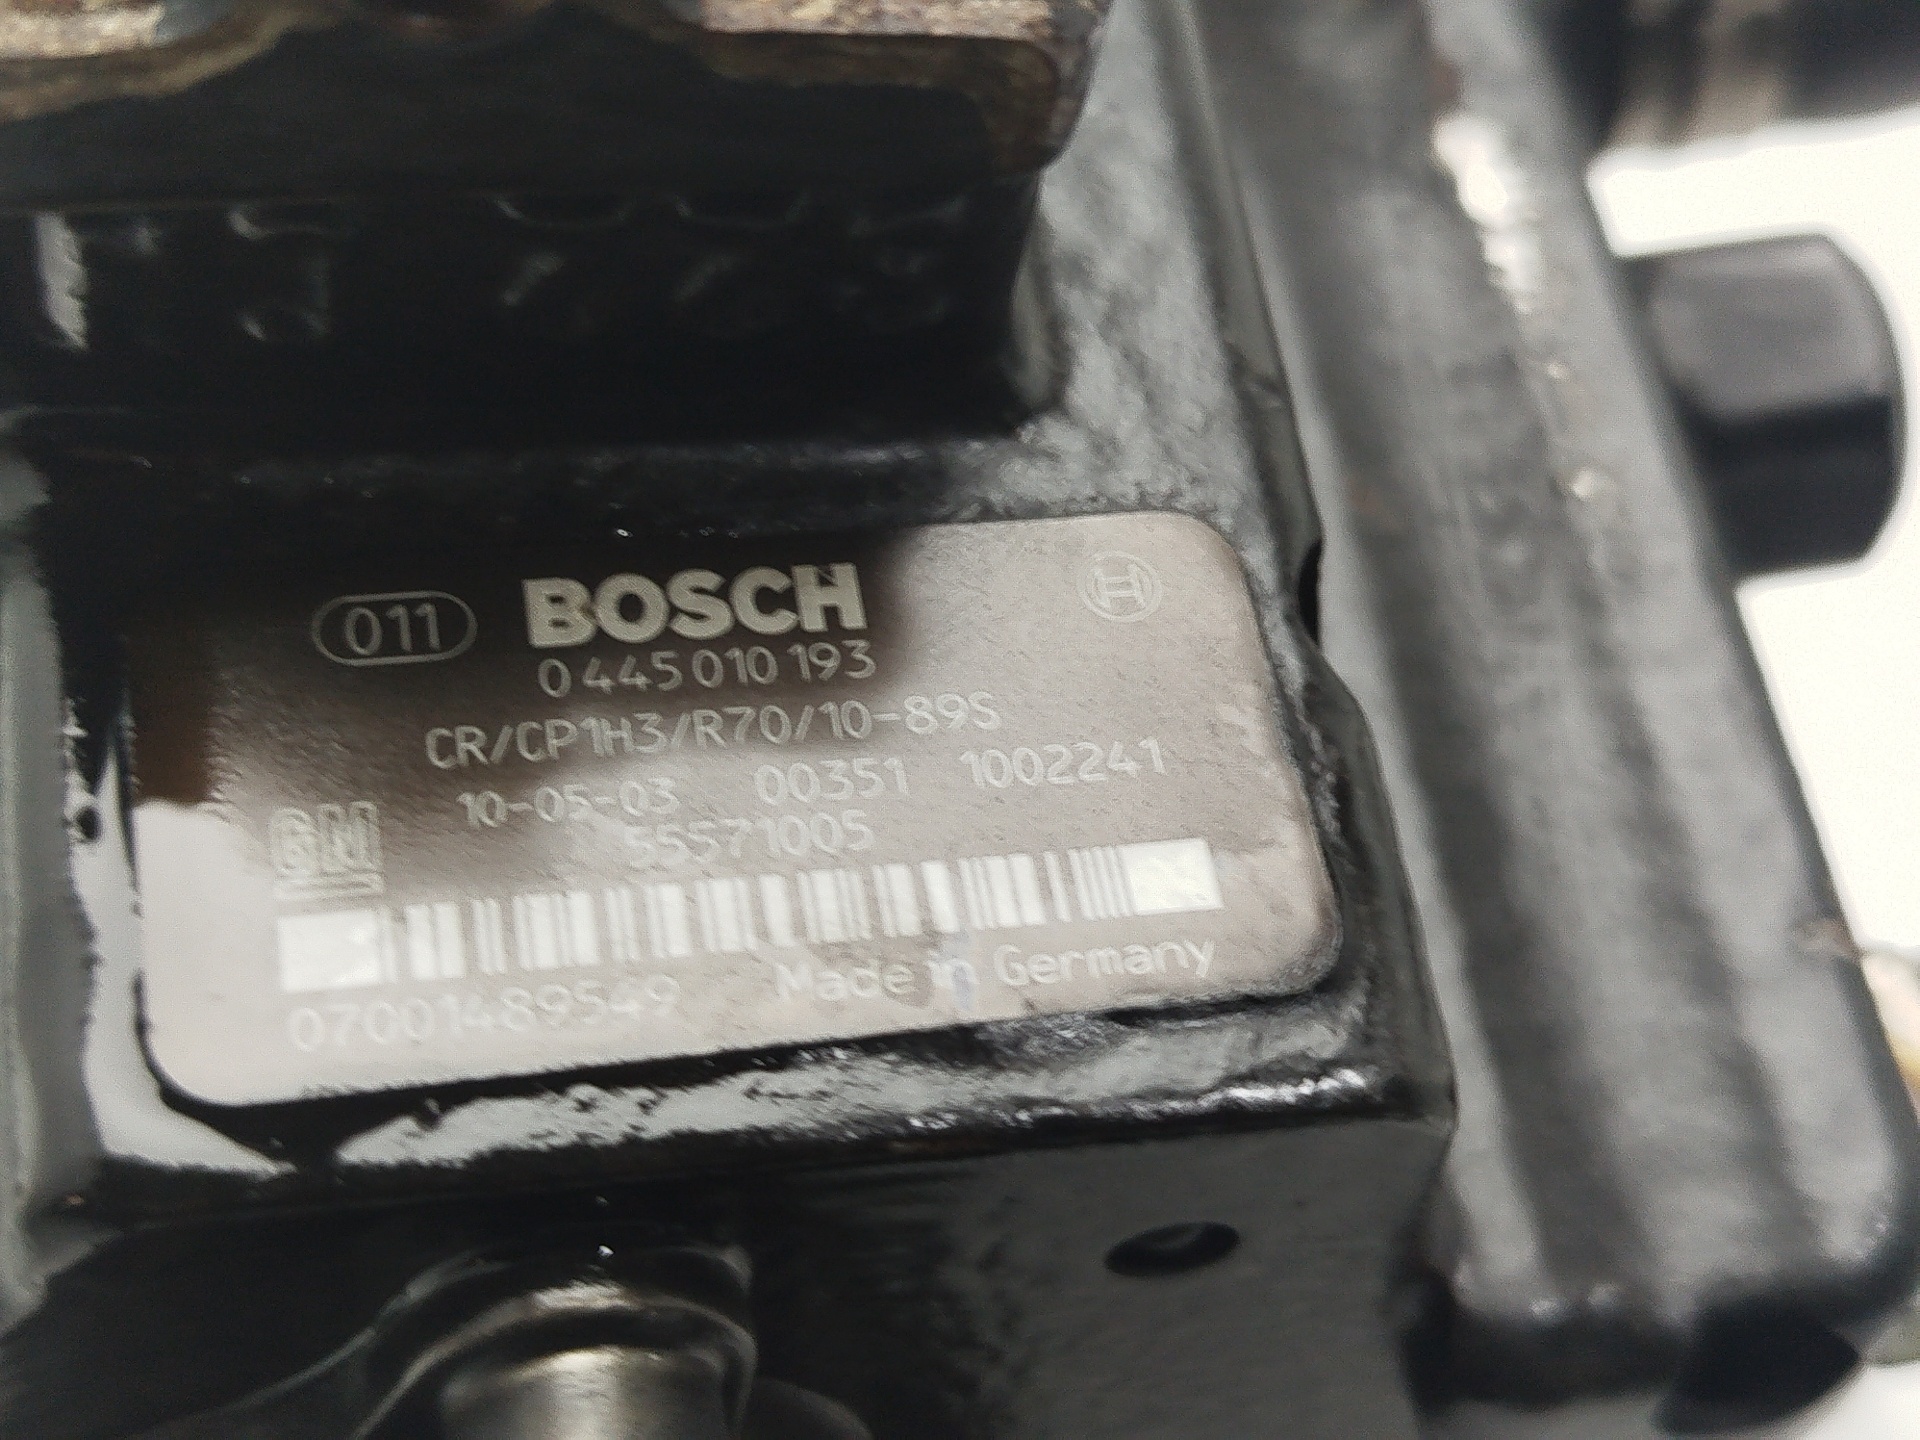 011 BOSCH
0 445 010 193
CR/CP1H3/R70/10-89S
GM 10-05-03 00351 1002241
55571005
07001489549 Made in Germany